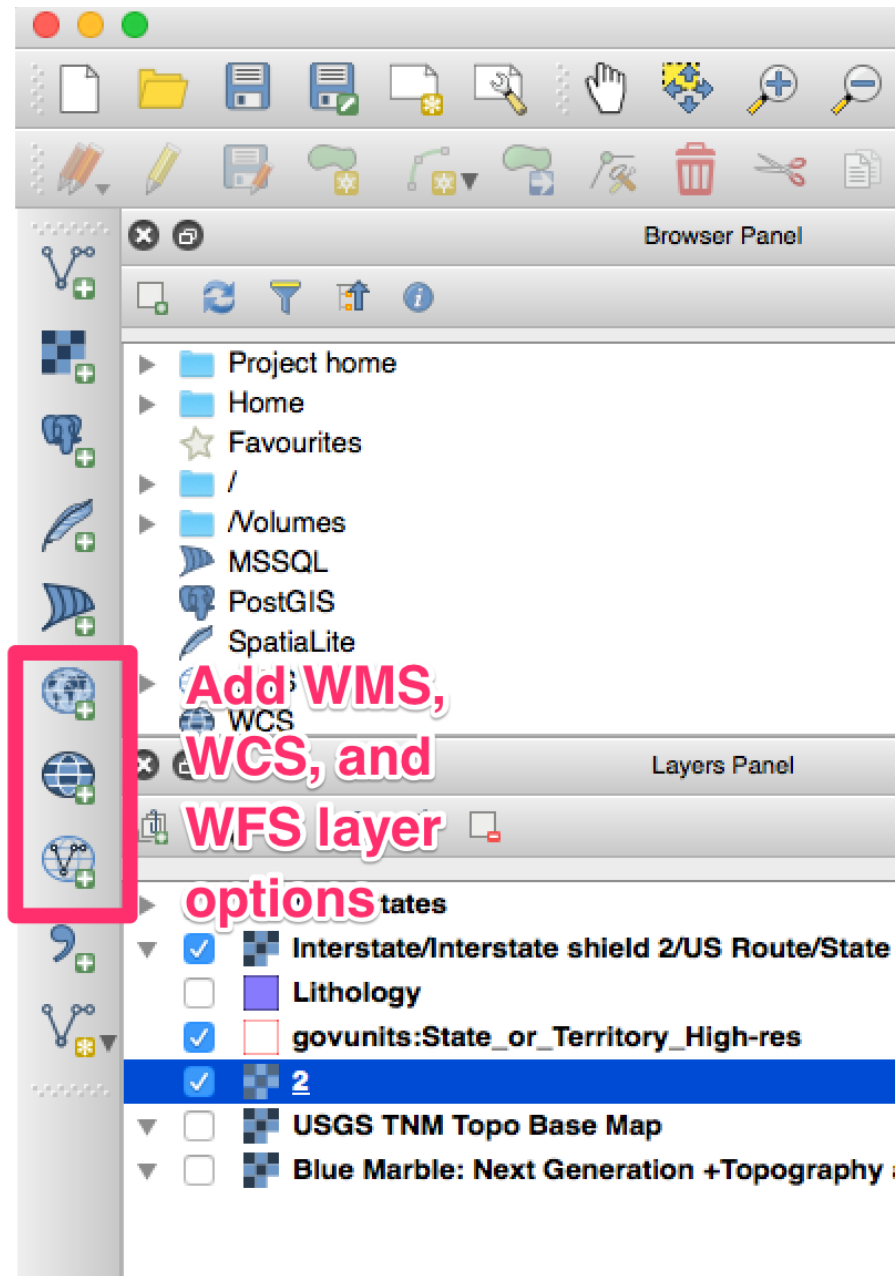 Browser Panel
Project home
Home
Favourites
/
/Volumes
MSSQL
PostGIS
SpatiaLite
WCS
Add WMS,
WCS, and
WFS layer
options
Layers Panel
tates
Interstate/Interstate shield 2/US Route/State
Lithology
govunits:State_or_Territory_High-res
2
USGS TNM Topo Base Map
Blue Marble: Next Generation +Topography a